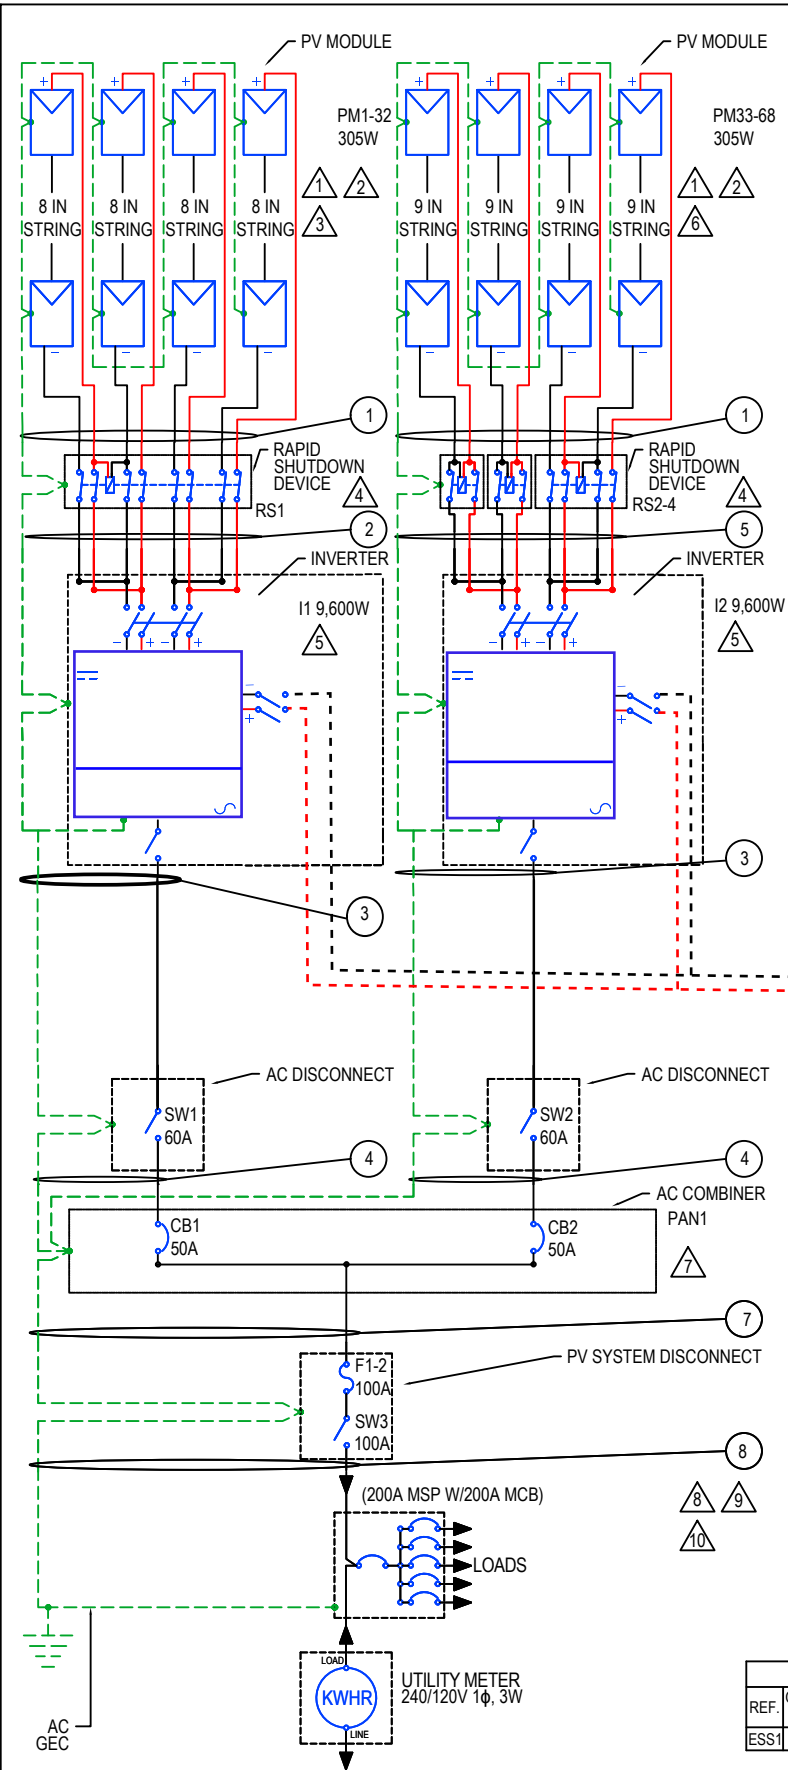 PV MODULE
PV MODULE
+ + + +
+ + + +
PM1-32
305W
PM33-68
305W
1 2
3
1 2
6
8 IN
STRING
8 IN
STRING
8 IN
STRING
8 IN
STRING
9 IN
STRING
9 IN
STRING
9 IN
STRING
9 IN
STRING
1
1
RAPID
SHUTDOWN
DEVICE
4
RS1
RAPID
SHUTDOWN
DEVICE
4
RS2-4
2
5
INVERTER
INVERTER
I1 9,600W
5
I2 9,600W
5
3
3
AC DISCONNECT
AC DISCONNECT
SW1
60A
SW2
60A
4
4
AC COMBINER
PAN1
CB1
50A
CB2
50A
7
7
PV SYSTEM DISCONNECT
F1-2
100A
SW3
100A
8
(200A MSP W/200A MCB)
8 9
10
LOADS
LOAD
KWHR
LINE
UTILITY METER
240/120V 1ϕ, 3W
AC
GEC
REF.
ESS1